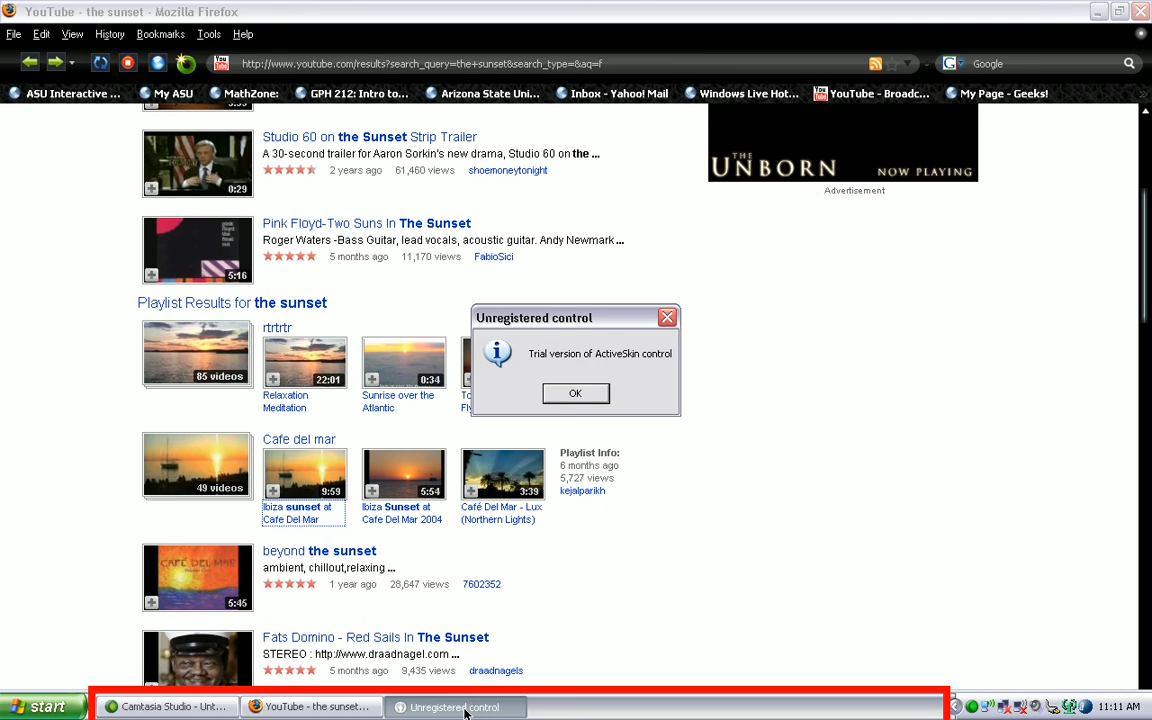 YouTube - the sunset - Mozilla Firefox
File Edit View History Bookmarks Tools Help
You Tube http://www.youtube.com/results?search_query=the+sunset&search_type=&aq=f G Google
ASU Interactive ... My ASU MathZone: GPH 212: Intro to... Arizona State Uni... Inbox - Yahoo! Mail Windows Live Hot... YouTube - Broadc... My Page - Geeks!
Studio 60 on the Sunset Strip Trailer
A 30-second trailer for Aaron Sorkin's new drama, Studio 60 on the ...
2 years ago 61,460 views shoemoneytonight
0:29
THE UNBORN NOW PLAYING
Advertisement
Pink Floyd-Two Suns In The Sunset
Roger Waters -Bass Guitar, lead vocals, acoustic guitar. Andy Newmark ...
5 months ago 11,170 views FabioSici
5:16
Playlist Results for the sunset
rtrtrtr
85 videos
22:01
0:34
Relaxation Meditation
Sunrise over the Atlantic
Unregistered control
Trial version of ActiveSkin control
OK
Cafe del mar
49 videos
9:59
5:54
3:39
Ibiza sunset at Cafe Del Mar
Ibiza Sunset at Cafe Del Mar 2004
Café Del Mar - Lux (Northern Lights)
Playlist Info:
6 months ago
5,727 views
kejalparikh
beyond the sunset
ambient, chillout,relaxing ...
1 year ago 28,647 views 7602352
CAFÉ DEL MAR
5:45
Fats Domino - Red Sails In The Sunset
STEREO : http://www.draadnagel.com ...
5 months ago 9,435 views draadnagels
start Camtasia Studio - Unt... YouTube - the sunset... Unregistered control 11:11 AM